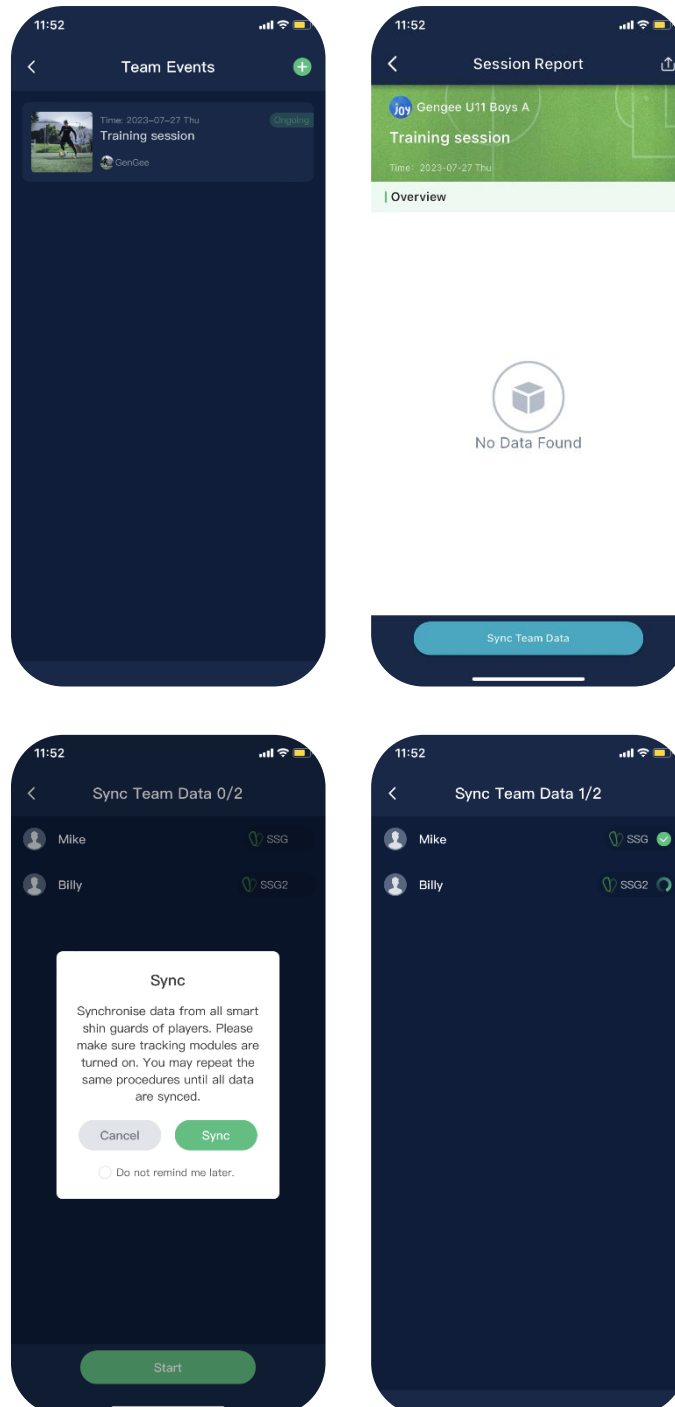 11:52
Team Events
Time: 2023-07-27 Thu
Ongoing
Training session
GenGee
11:52
Session Report
joy
Gengee U11 Boys A
Training session
Time: 2023-07-27 Thu
Overview
No Data Found
Sync Team Data
11:52
Sync Team Data 0/2
Mike
SSG
Billy
SSG2
Sync
Synchronise data from all smart
shin guards of players. Please
make sure tracking modules are
turned on. You may repeat the
same procedures until all data
are synced.
Cancel
Sync
Do not remind me later.
Start
11:52
Sync Team Data 1/2
Mike
SSG
Billy
SSG2